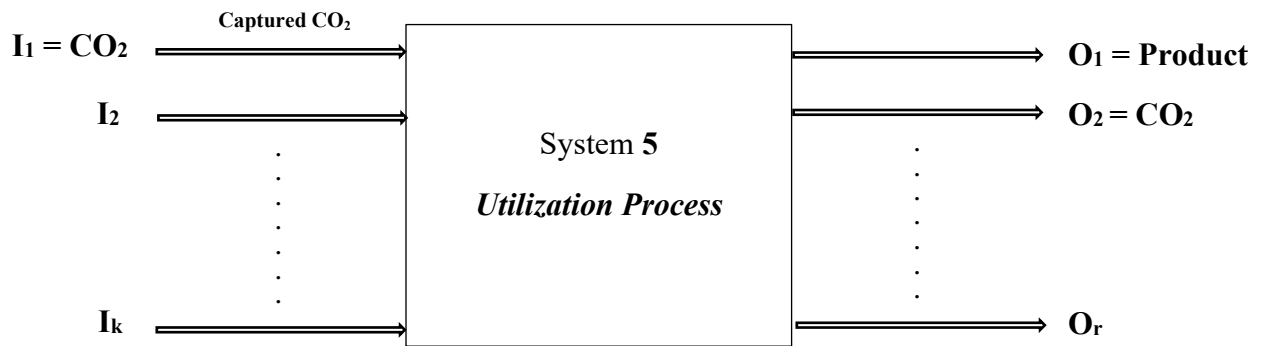 Captured CO₂
I₁ = CO₂
O₁ = Product
I₂
O₂ = CO₂
System 5
Utilization Process
Iₖ
Oᵣ